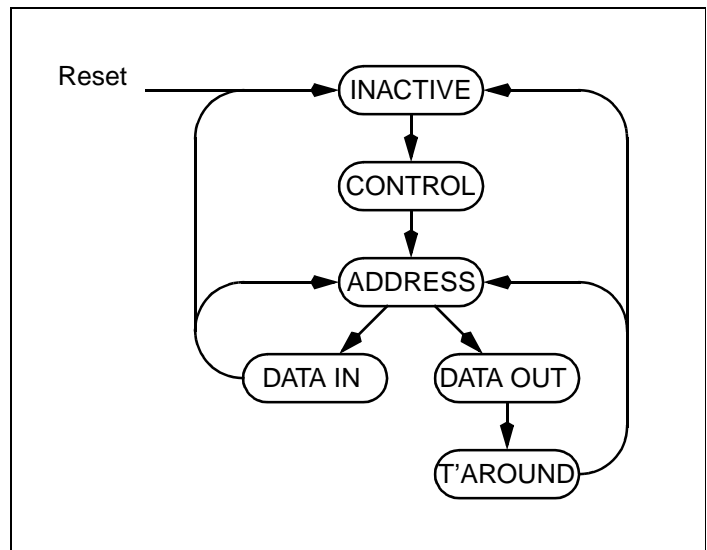 Reset
INACTIVE
CONTROL
ADDRESS
DATA IN
DATA OUT
T'AROUND